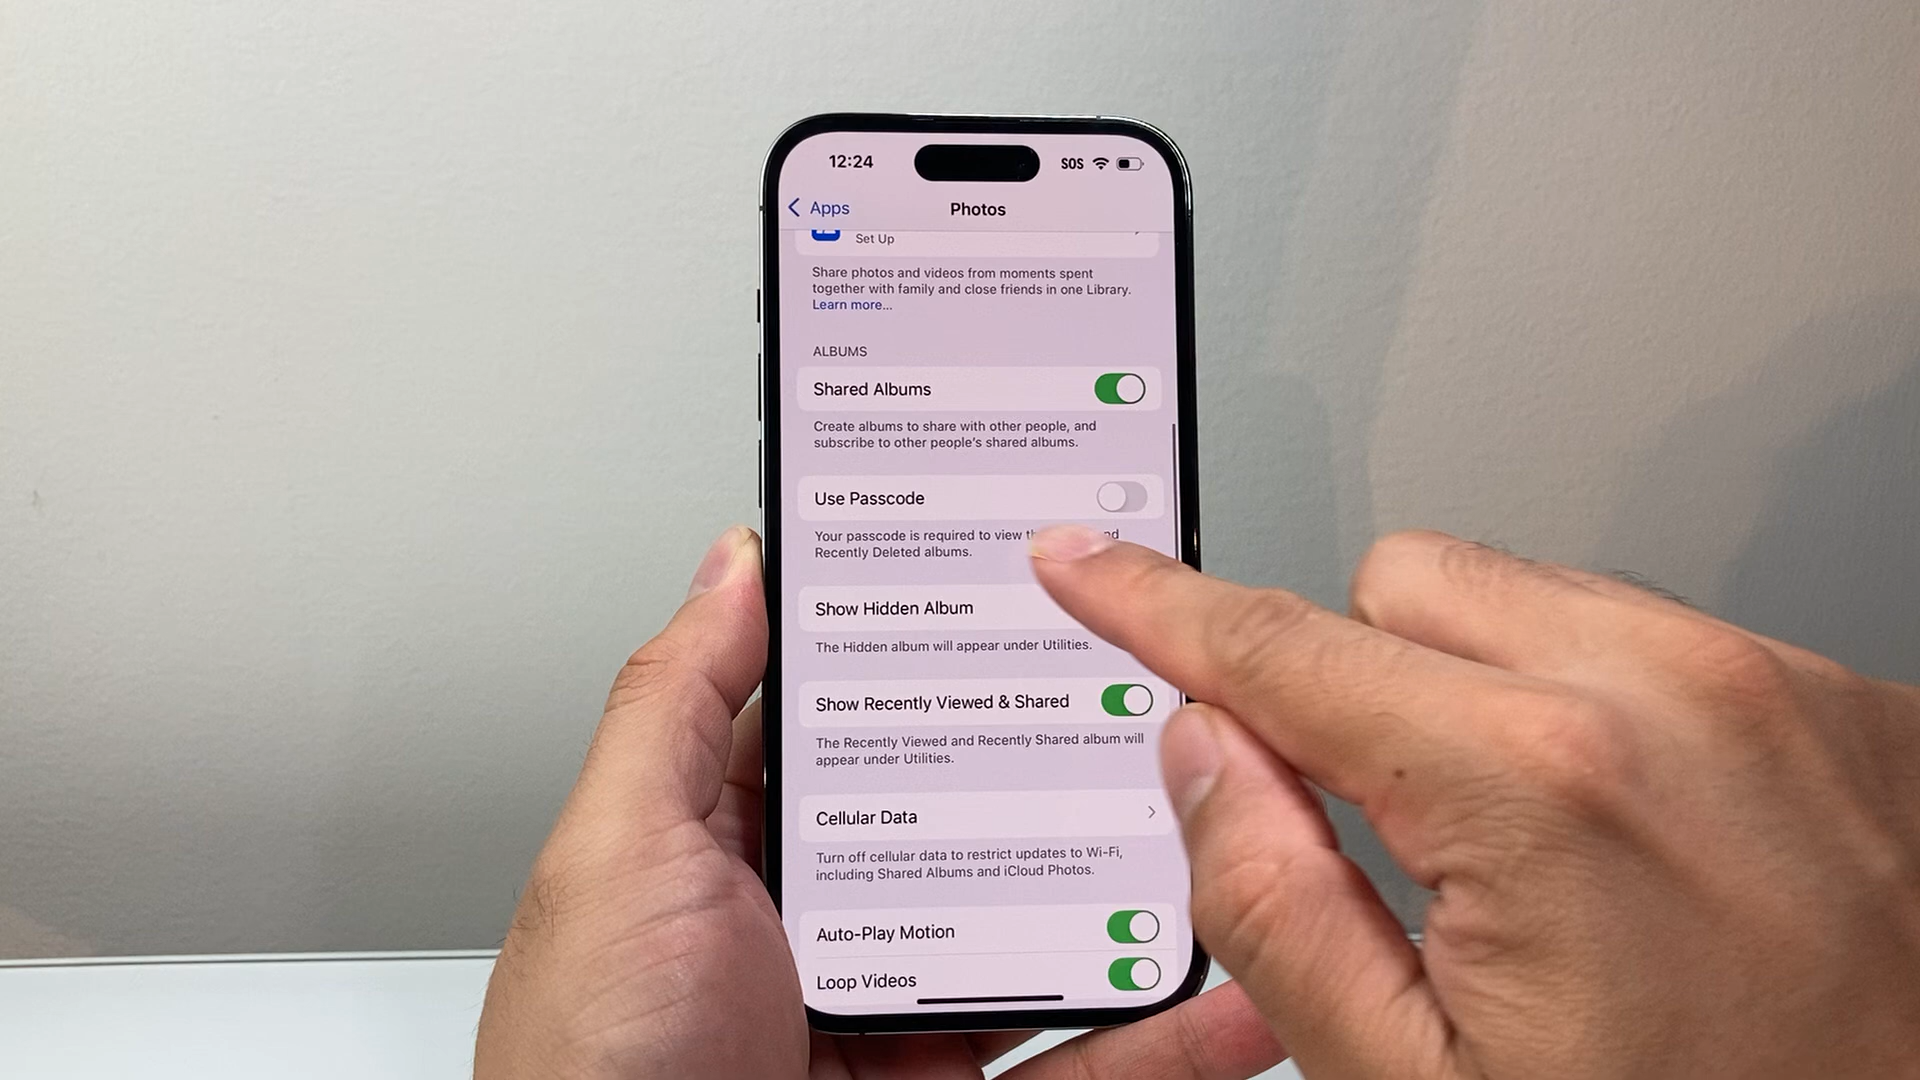 12:24
SOS
Apps
Photos
Set Up
Share photos and videos from moments spent
together with family and close friends in one Library.
Learn more...
ALBUMS
Shared Albums
Create albums to share with other people, and
subscribe to other people's shared albums.
Use Passcode
Your passcode is required to view
Recently Deleted albums.
Show Hidden Album
The Hidden album will appear under Utilities.
Show Recently Viewed & Shared
The Recently Viewed and Recently Shared album will
appear under Utilities.
Cellular Data
Turn off cellular data to restrict updates to Wi-Fi,
including Shared Albums and iCloud Photos.
Auto-Play Motion
Loop Videos